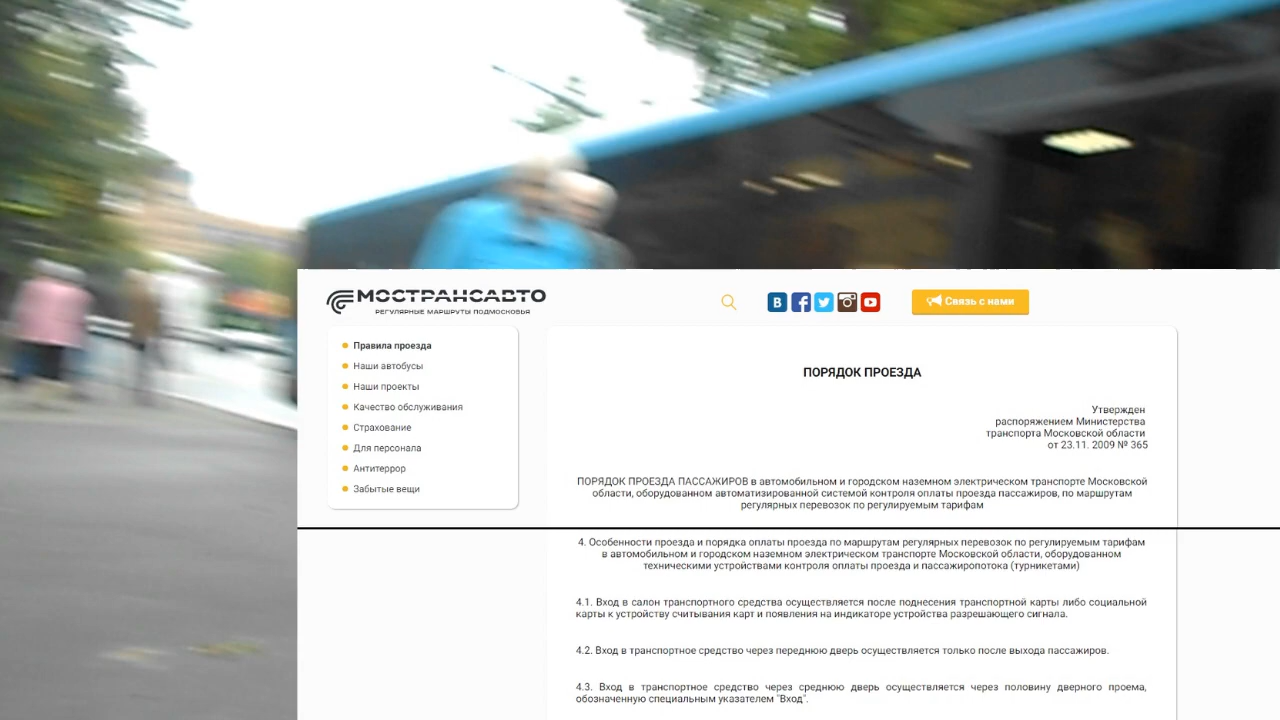 МОСТРАНСАВТО
РЕГУЛЯРНЫЕ МАРШРУТЫ ПОДМОСКОВЬЯ
Связь с нами
Правила проезда
Наши автобусы
Наши проекты
Качество обслуживания
Страхование
Для персонала
Антитеррор
Забытые вещи
ПОРЯДОК ПРОЕЗДА
Утвержден
распоряжением Министерства
транспорта Московской области
от 23.11. 2009 № 365
ПОРЯДОК ПРОЕЗДА ПАССАЖИРОВ в автомобильном и городском наземном электрическом транспорте Московской
области, оборудованном автоматизированной системой контроля оплаты проезда пассажиров, по маршрутам
регулярных перевозок по регулируемым тарифам
4. Особенности проезда и порядка оплаты проезда по маршрутам регулярных перевозок по регулируемым тарифам
в автомобильном и городском наземном электрическом транспорте Московской области, оборудованном
техническими устройствами контроля оплаты проезда и пассажиропотока (турникетами)
4.1. Вход в салон транспортного средства осуществляется после поднесения транспортной карты либо социальной
карты к устройству считывания карт и появления на индикаторе устройства разрешающего сигнала.
4.2. Вход в транспортное средство через переднюю дверь осуществляется только после выхода пассажиров.
4.3. Вход в транспортное средство через среднюю дверь осуществляется через половину дверного проема,
обозначенную специальным указателем "Вход".